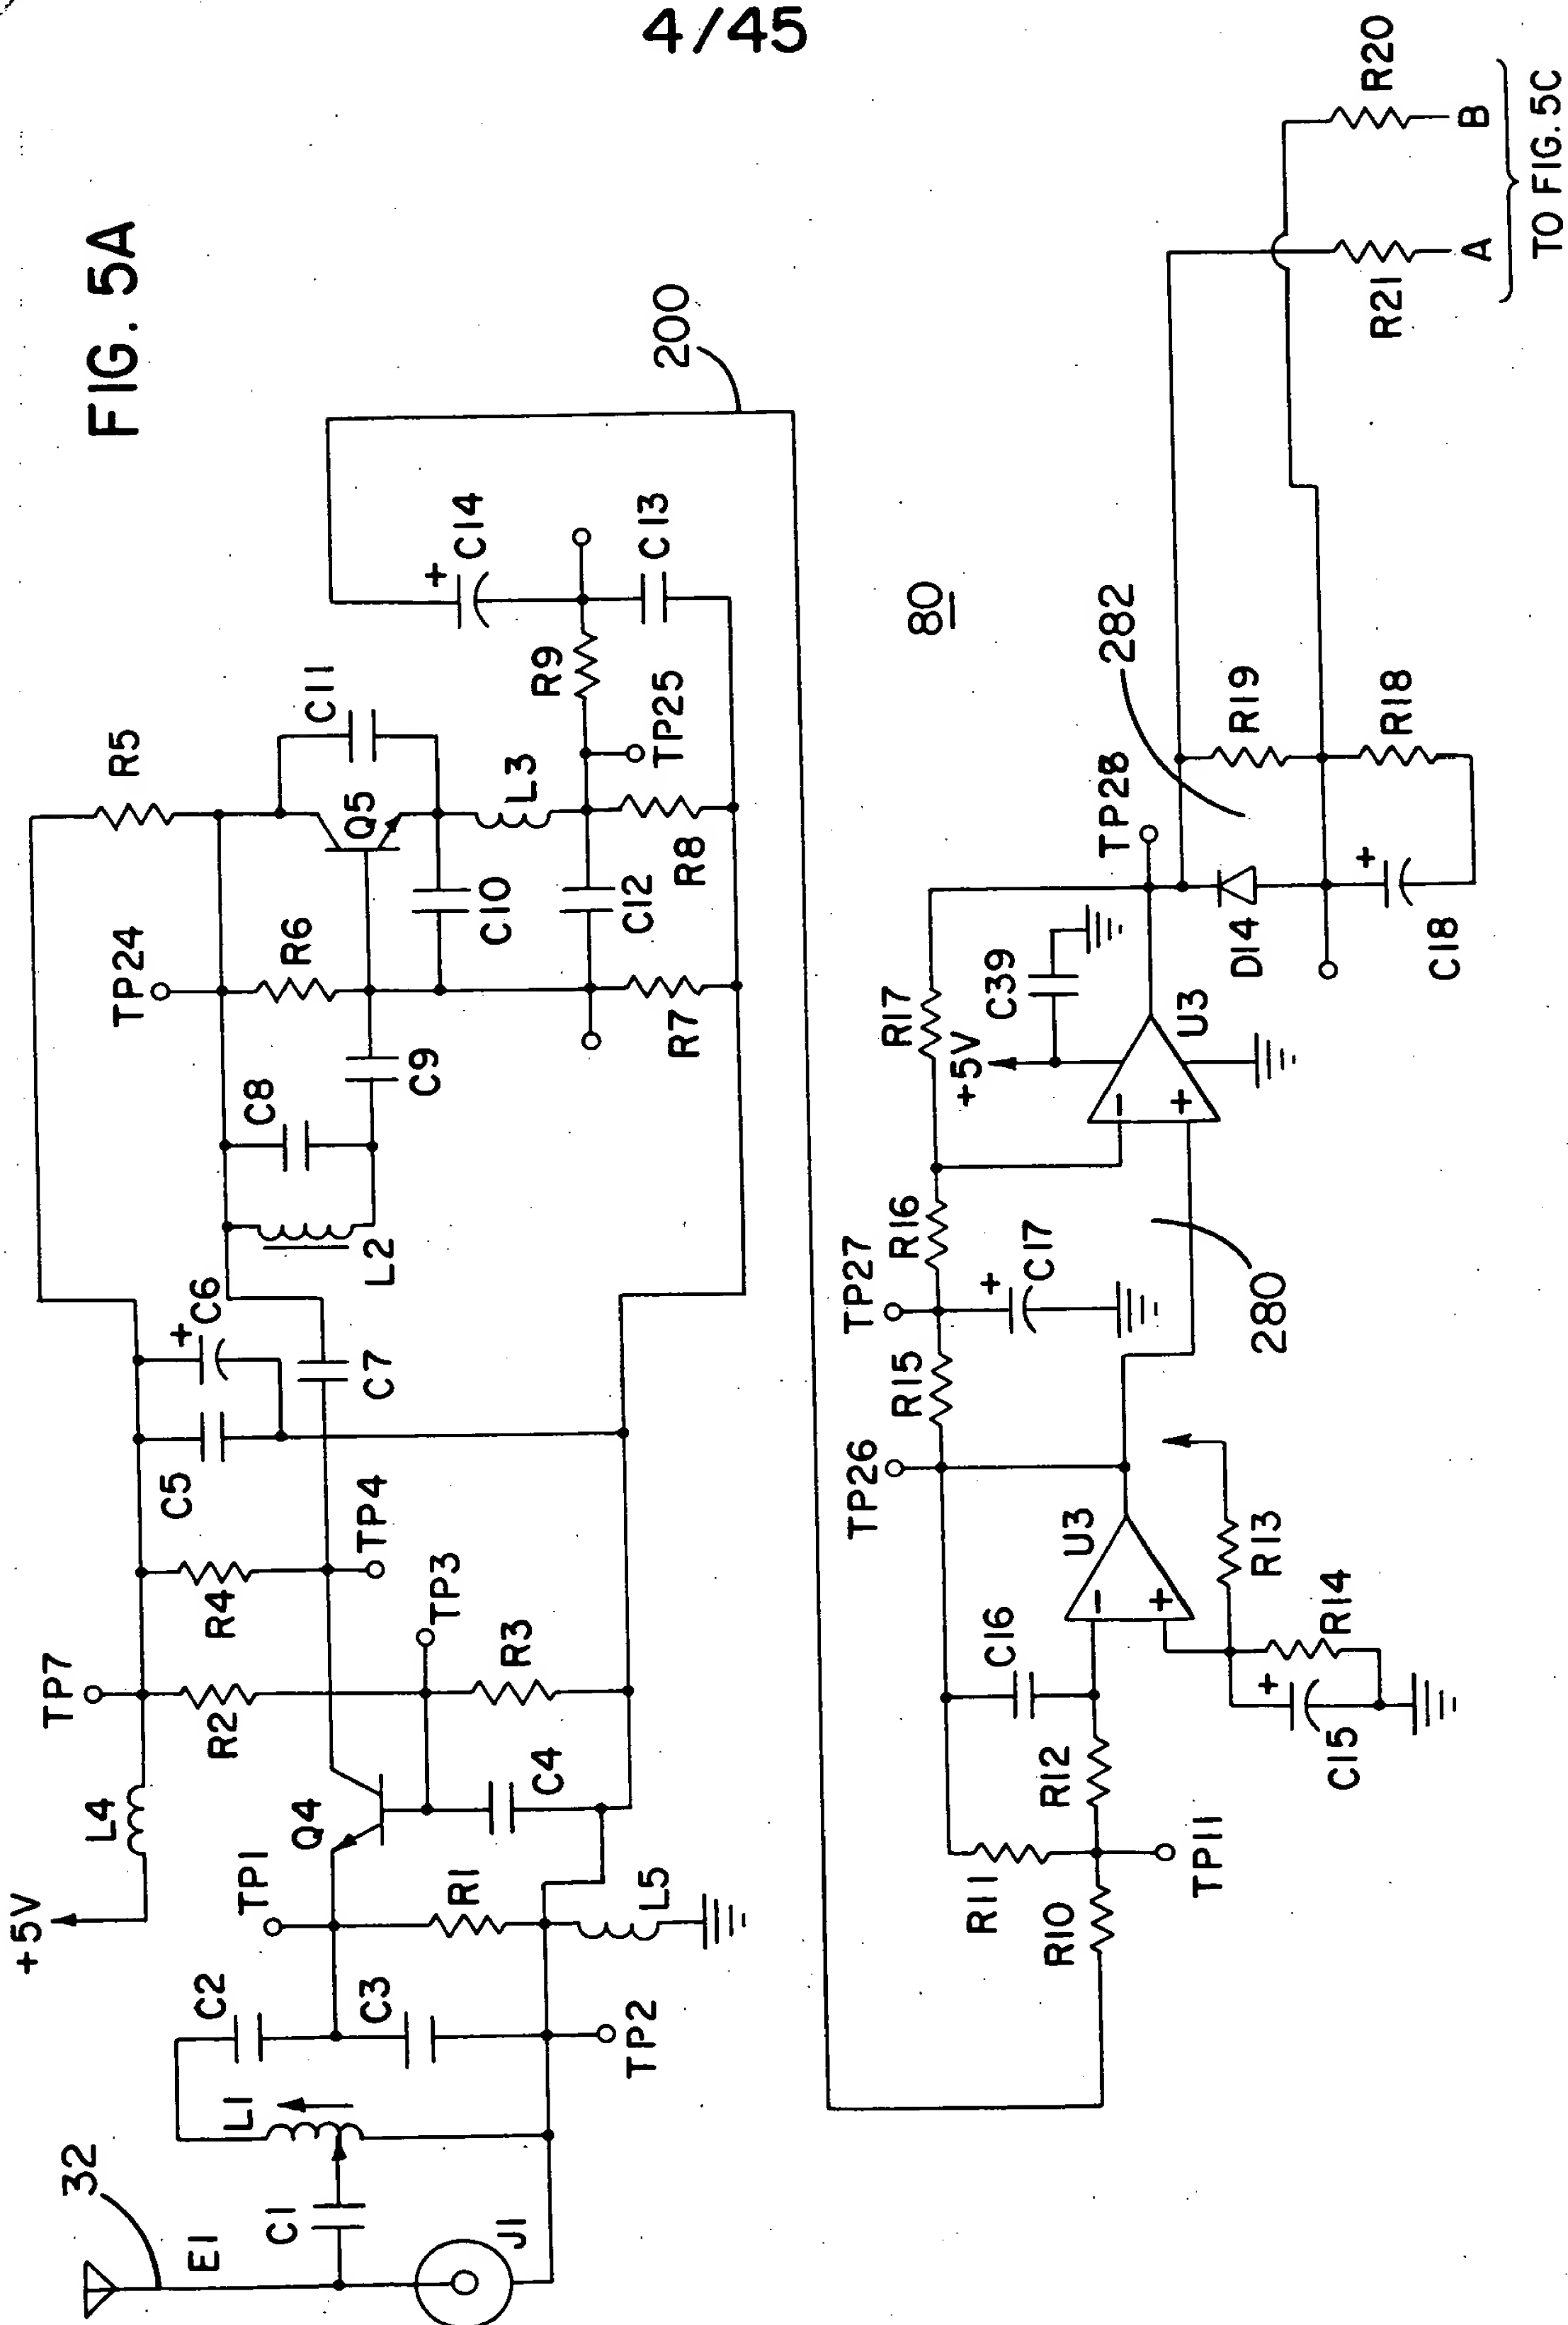 4/45
FIG. 5A
32
E1
C1
J1
L1
C2
C3
TP2
+5V
L4
TP1
R1
L5
Q4
C4
TP7
R2
TP3
R3
R4
TP4
C5
C6
+
C7
L2
C8
C9
TP24
R6
R7
C10
C12
R5
Q5
C11
L3
R8
TP25
R9
C14
+
C13
200
80
R10
R11
TP11
R12
C16
U3
-
+
C15
+
R14
R13
TP26
R15
TP27
C17
+
R16
280
R17
+5V
C39
U3
-
+
TP28
D14
C18
+
282
R19
R18
R21
R20
A
B
TO FIG. 5C